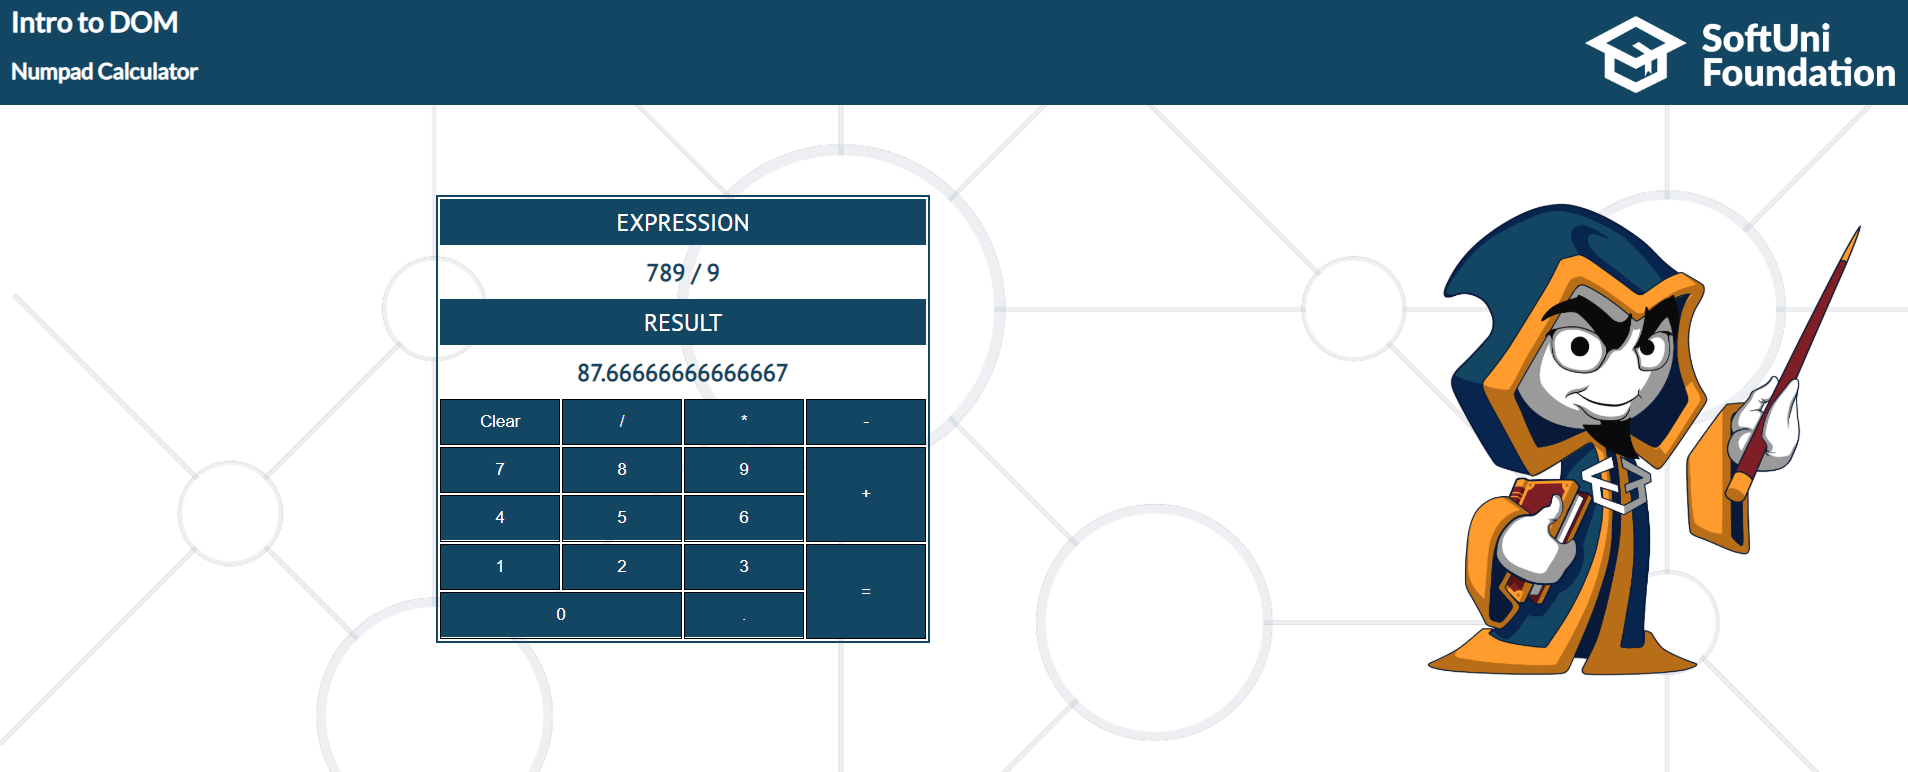 Intro to DOM
Numpad Calculator
SoftUni
Foundation
EXPRESSION
789 / 9
RESULT
87.66666666666667
Clear / * -
7 8 9
+
4 5 6
1 2 3
=
0 .